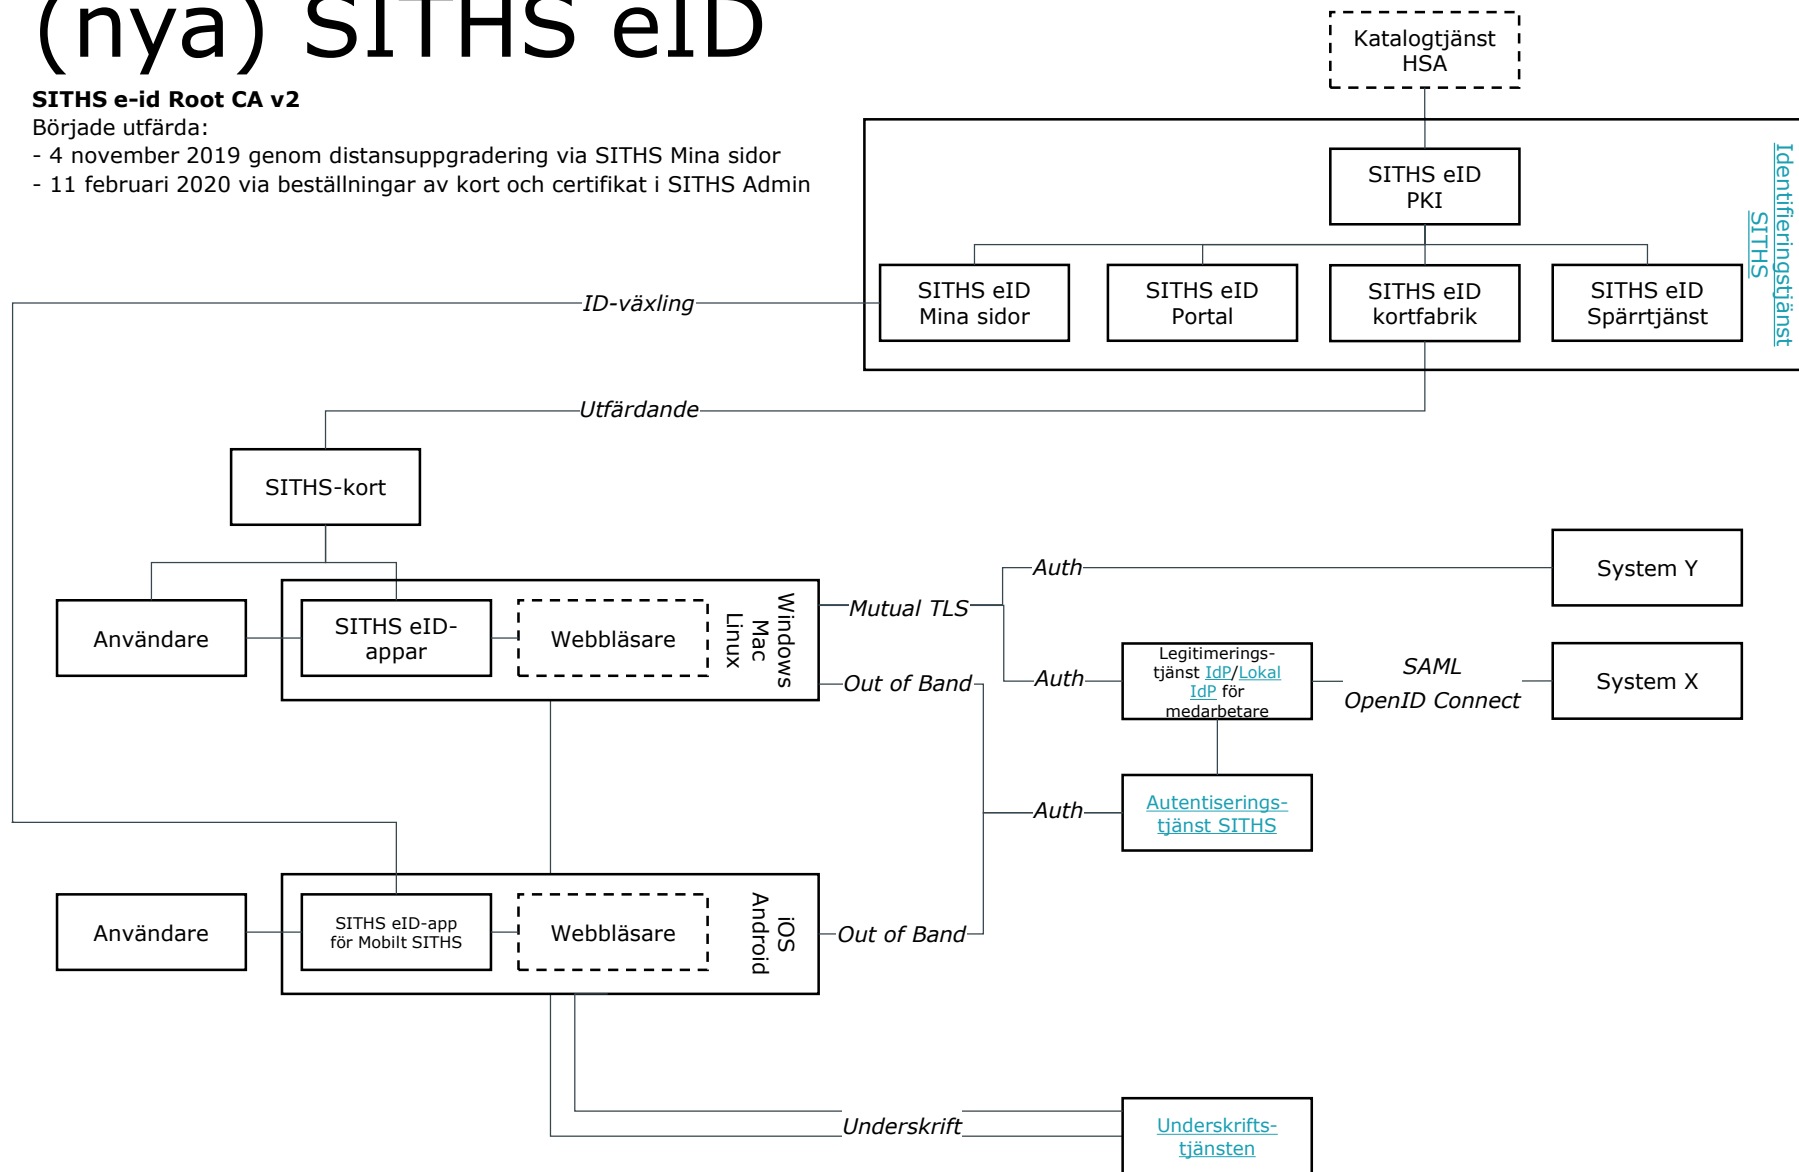 (nya) SITHS eID
SITHS e-id Root CA v2
Började utfärda:
- 4 november 2019 genom distansuppgradering via SITHS Mina sidor
- 11 februari 2020 via beställningar av kort och certifikat i SITHS Admin
Katalogtjänst
HSA
Identifieringstjänst
SITHS
SITHS eID
PKI
SITHS eID
Mina sidor
SITHS eID
Portal
SITHS eID
kortfabrik
SITHS eID
Spärrtjänst
ID-växling
Utfärdande
SITHS-kort
Användare
SITHS eID-
appar
Webbläsare
Windows
Mac
Linux
Mutual TLS
Out of Band
Auth
System Y
Auth
Legitimerings-
tjänst IdP/Lokal
IdP för
medarbetare
SAML
OpenID Connect
System X
Auth
Autentiserings-
tjänst SITHS
Användare
SITHS eID-app
för Mobilt SITHS
Webbläsare
iOS
Android
Out of Band
Underskrift
Underskrifts-
tjänsten